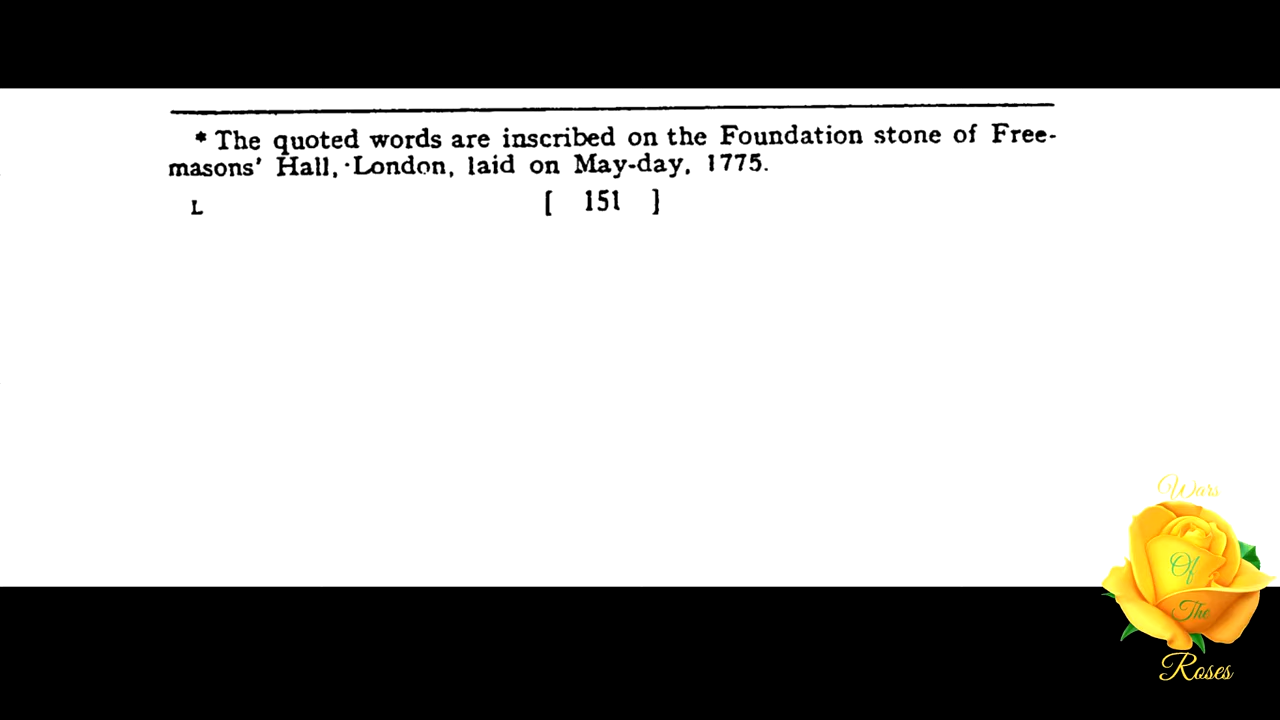 * The quoted words are inscribed on the Foundation stone of Free-
masons' Hall, London, laid on May-day, 1775.
L [ 151 ]
Wars
Of
The
Roses